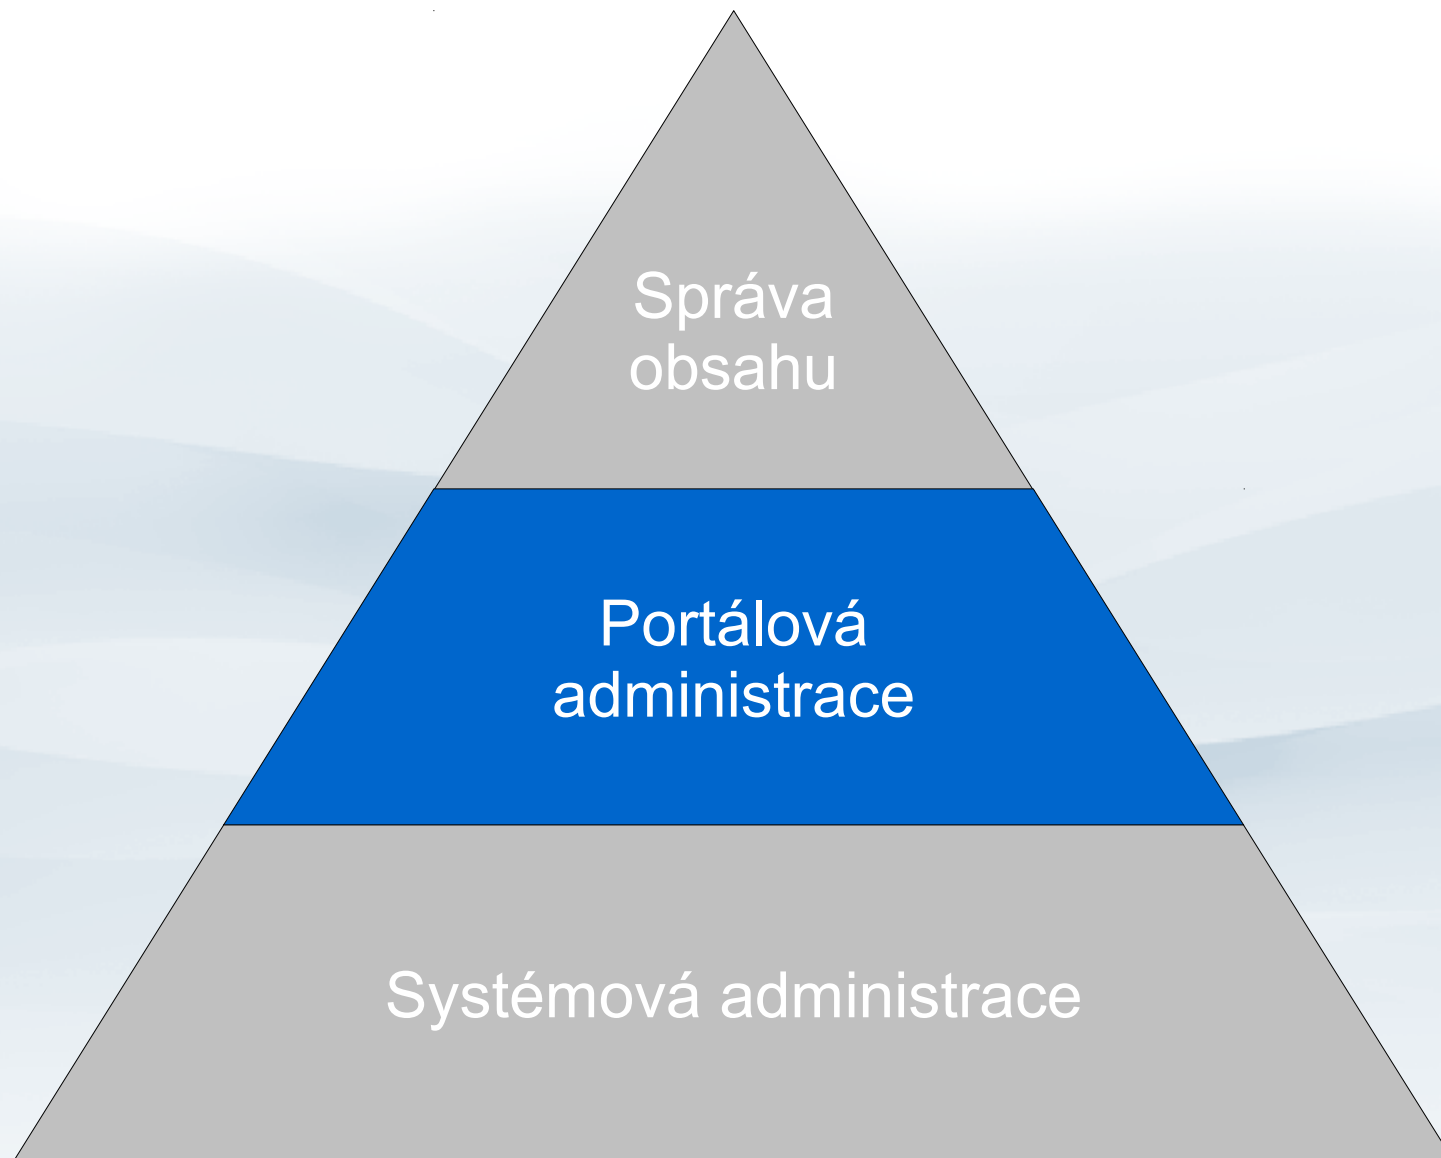 Správa
obsahu
Portálová
administrace
Systémová administrace